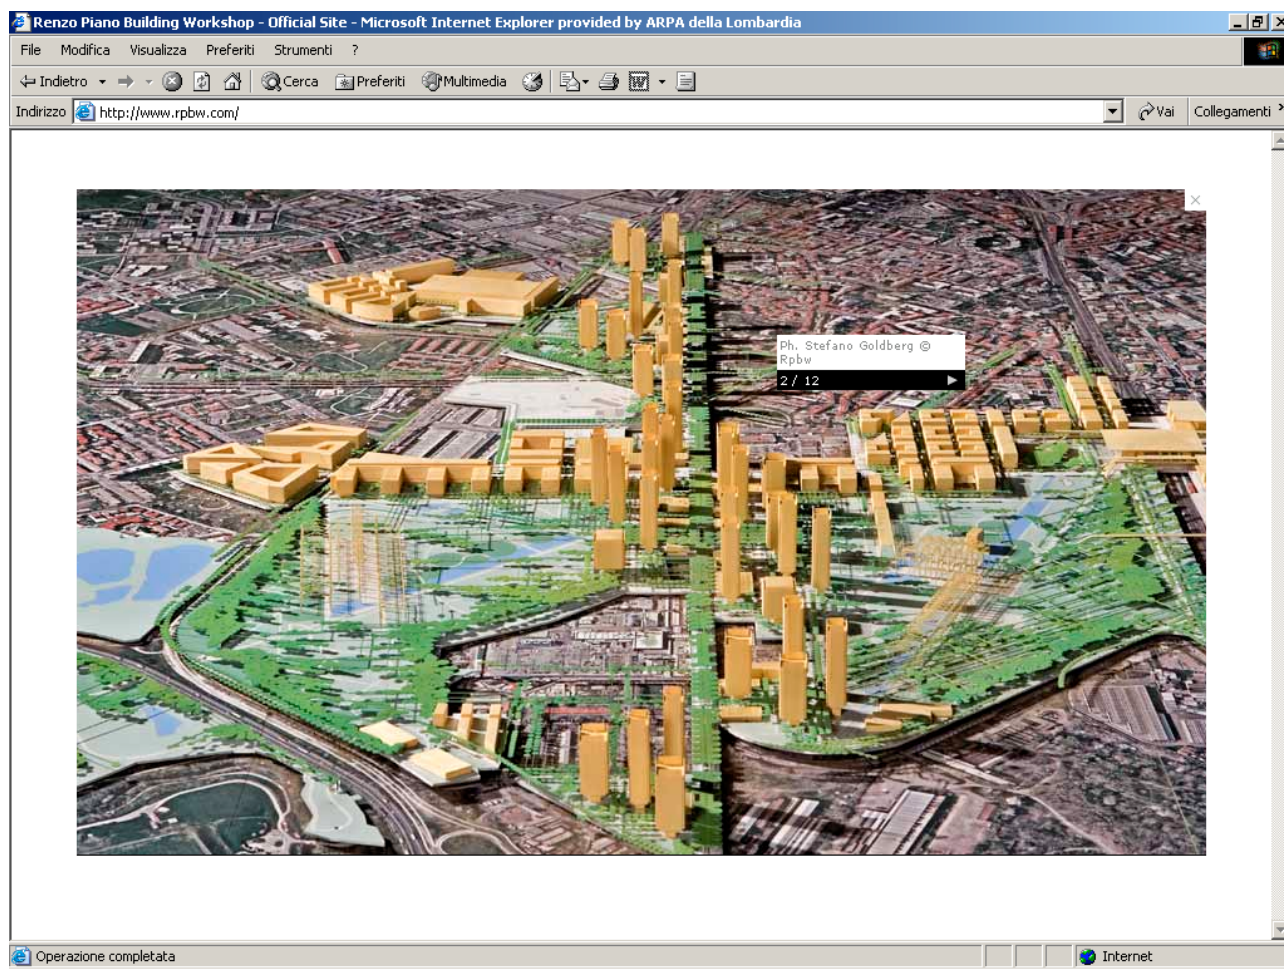 Renzo Piano Building Workshop - Official Site - Microsoft Internet Explorer provided by ARPA della Lombardia
File Modifica Visualizza Preferiti Strumenti ?
Indietro Cerca Preferiti Multimedia
Indirizzo http://www.rpbw.com/ Vai Collegamenti
Ph. Stefano Goldberg ©
Rpbw
2 / 12
Operazione completata Internet